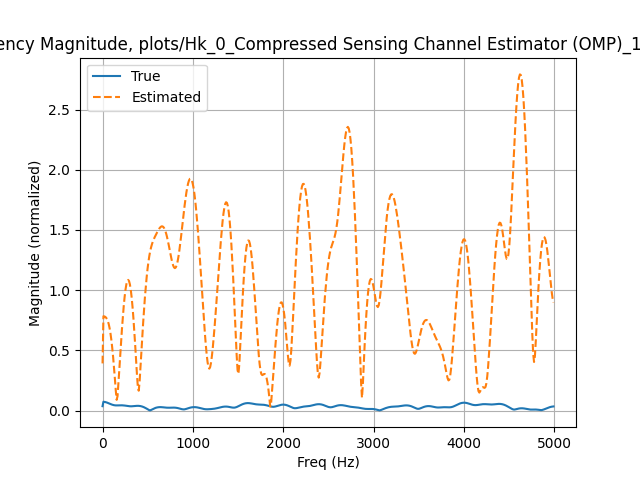 ency Magnitude, plots/Hk_0_Compressed Sensing Channel Estimator (OMP)_1
True
Estimated
Magnitude (normalized)
2.5
2.0
1.5
1.0
0.5
0.0
0 1000 2000 3000 4000 5000
Freq (Hz)